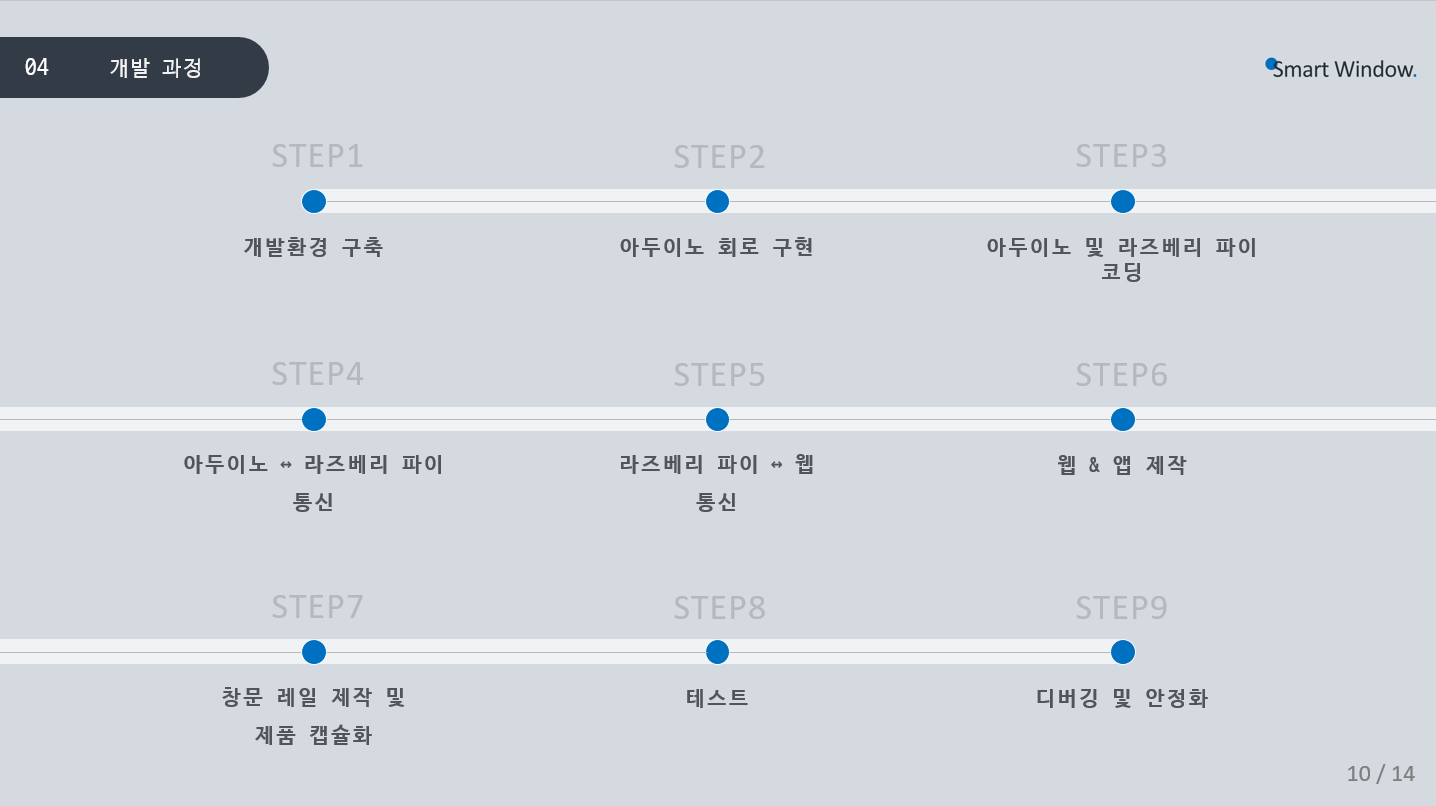 04 개발 과정
Smart Window.
STEP1
개발환경 구축
STEP2
아두이노 회로 구현
STEP3
아두이노 및 라즈베리 파이
코딩
STEP4
아두이노 ↔ 라즈베리 파이
통신
STEP5
라즈베리 파이 ↔ 웹
통신
STEP6
웹 & 앱 제작
STEP7
창문 레일 제작 및
제품 캡슐화
STEP8
테스트
STEP9
디버깅 및 안정화
10 / 14